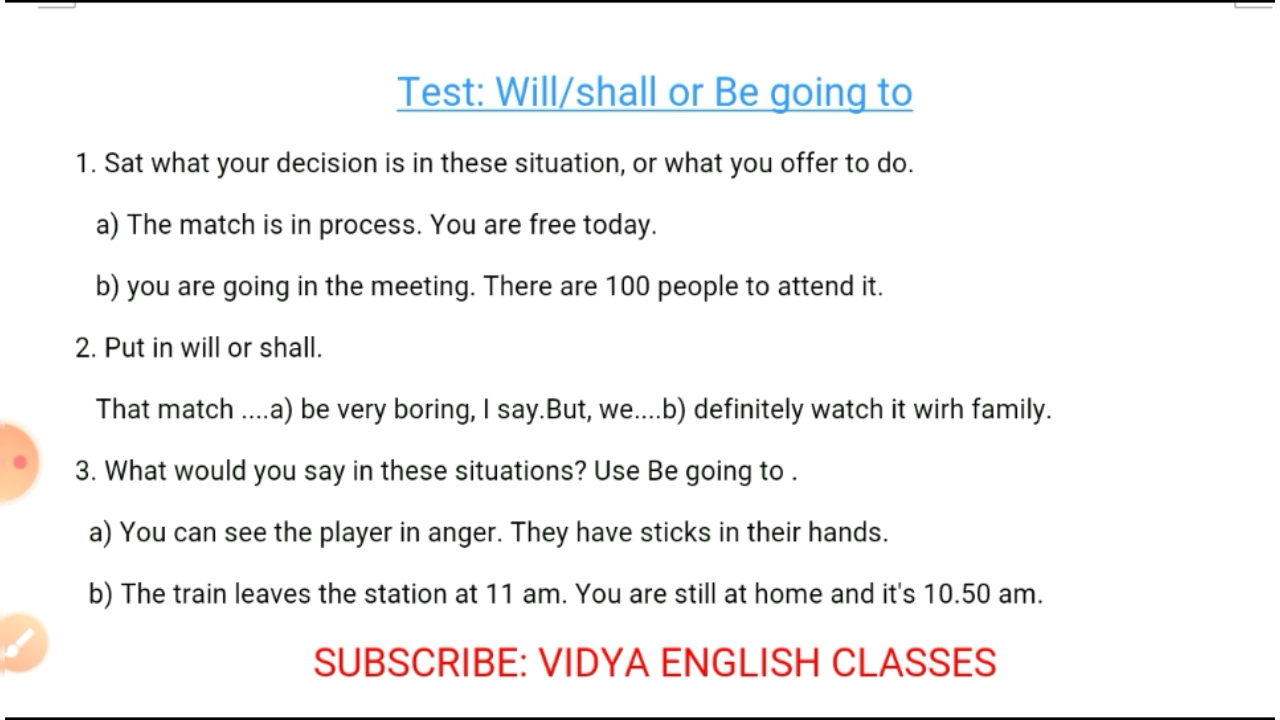 Test: Will/shall or Be going to
1. Sat what your decision is in these situation, or what you offer to do.
a) The match is in process. You are free today.
b) you are going in the meeting. There are 100 people to attend it.
2. Put in will or shall.
That match ....a) be very boring, I say.But, we....b) definitely watch it wirh family.
3. What would you say in these situations? Use Be going to .
a) You can see the player in anger. They have sticks in their hands.
b) The train leaves the station at 11 am. You are still at home and it's 10.50 am.
SUBSCRIBE: VIDYA ENGLISH CLASSES